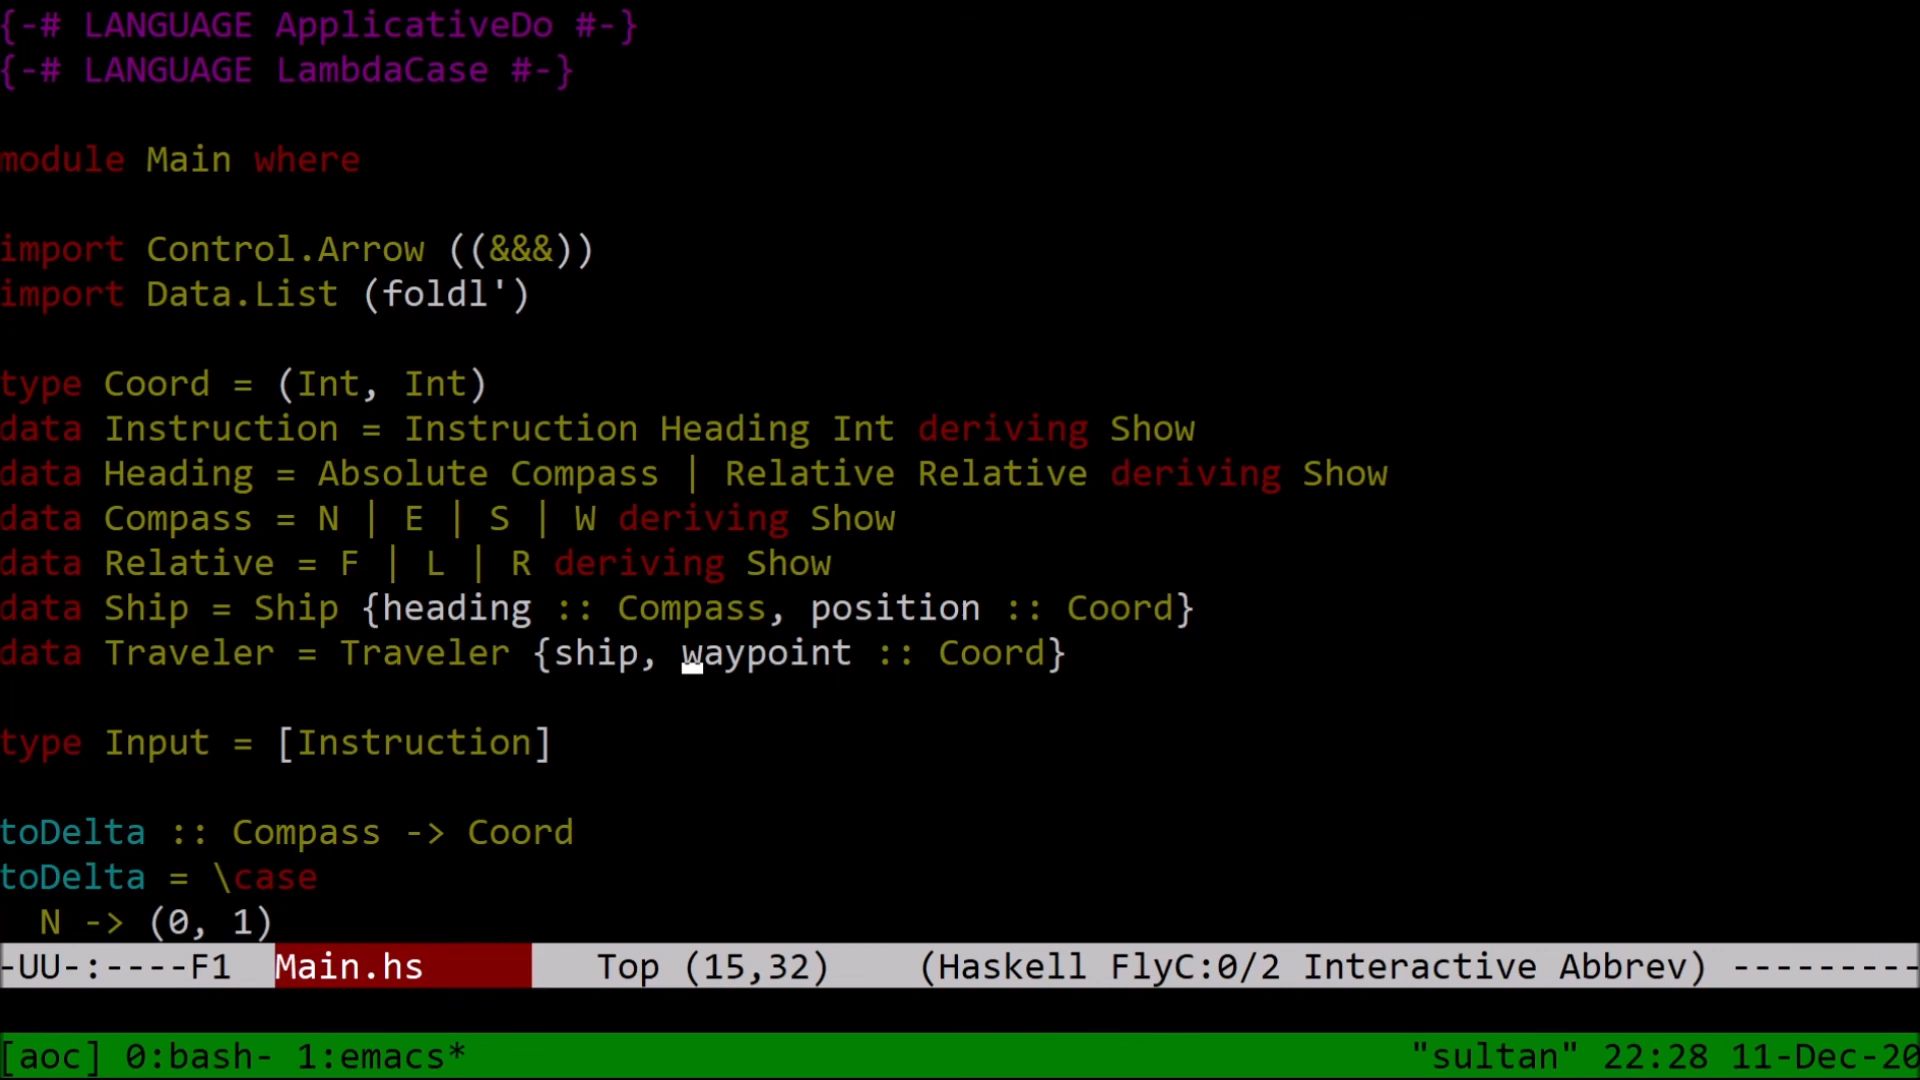 {-# LANGUAGE ApplicativeDo #-}
{-# LANGUAGE LambdaCase #-}
module Main where
import Control.Arrow ((&&&))
import Data.List (foldl')
type Coord = (Int, Int)
data Instruction = Instruction Heading Int deriving Show
data Heading = Absolute Compass | Relative Relative deriving Show
data Compass = N | E | S | W deriving Show
data Relative = F | L | R deriving Show
data Ship = Ship {heading :: Compass, position :: Coord}
data Traveler = Traveler {ship, waypoint :: Coord}
type Input = [Instruction]
toDelta :: Compass -> Coord
toDelta = \case
  N -> (0, 1)
-UU-:----F1  Main.hs        Top (15,32)    (Haskell FlyC:0/2 Interactive Abbrev) ---------
[aoc] 0:bash- 1:emacs* "sultan" 22:28 11-Dec-20